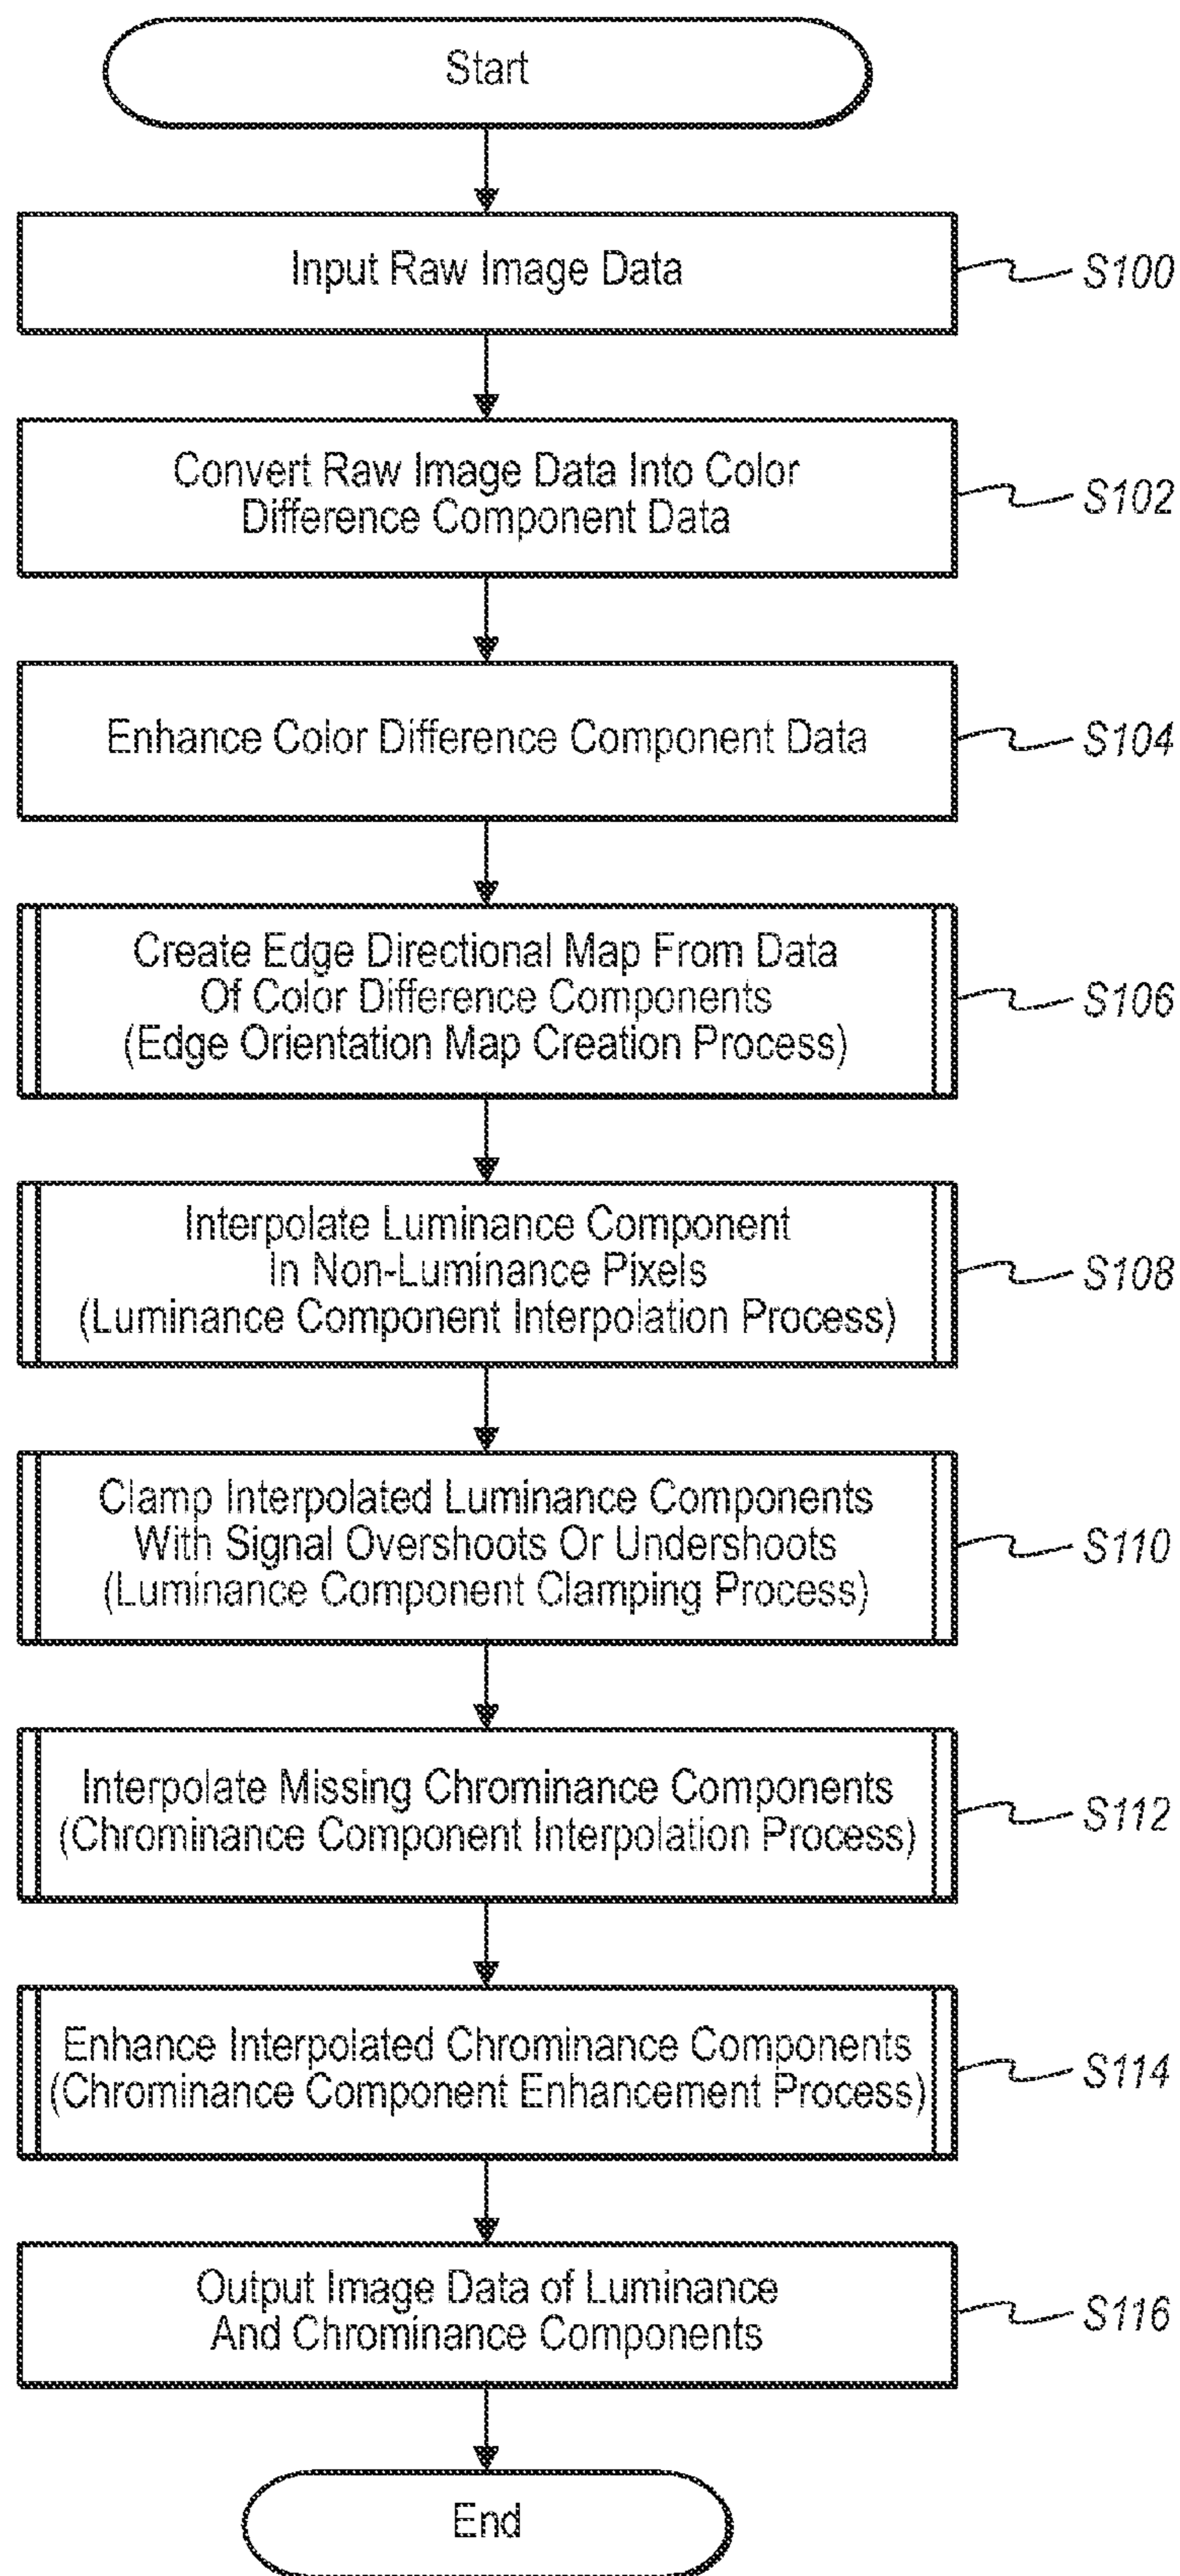 Start
Input Raw Image Data
S100
Convert Raw Image Data Into Color
Difference Component Data
S102
Enhance Color Difference Component Data
S104
Create Edge Directional Map From Data
Of Color Difference Components
(Edge Orientation Map Creation Process)
S106
Interpolate Luminance Component
In Non-Luminance Pixels
(Luminance Component Interpolation Process)
S108
Clamp Interpolated Luminance Components
With Signal Overshoots Or Undershoots
(Luminance Component Clamping Process)
S110
Interpolate Missing Chrominance Components
(Chrominance Component Interpolation Process)
S112
Enhance Interpolated Chrominance Components
(Chrominance Component Enhancement Process)
S114
Output Image Data of Luminance
And Chrominance Components
S116
End